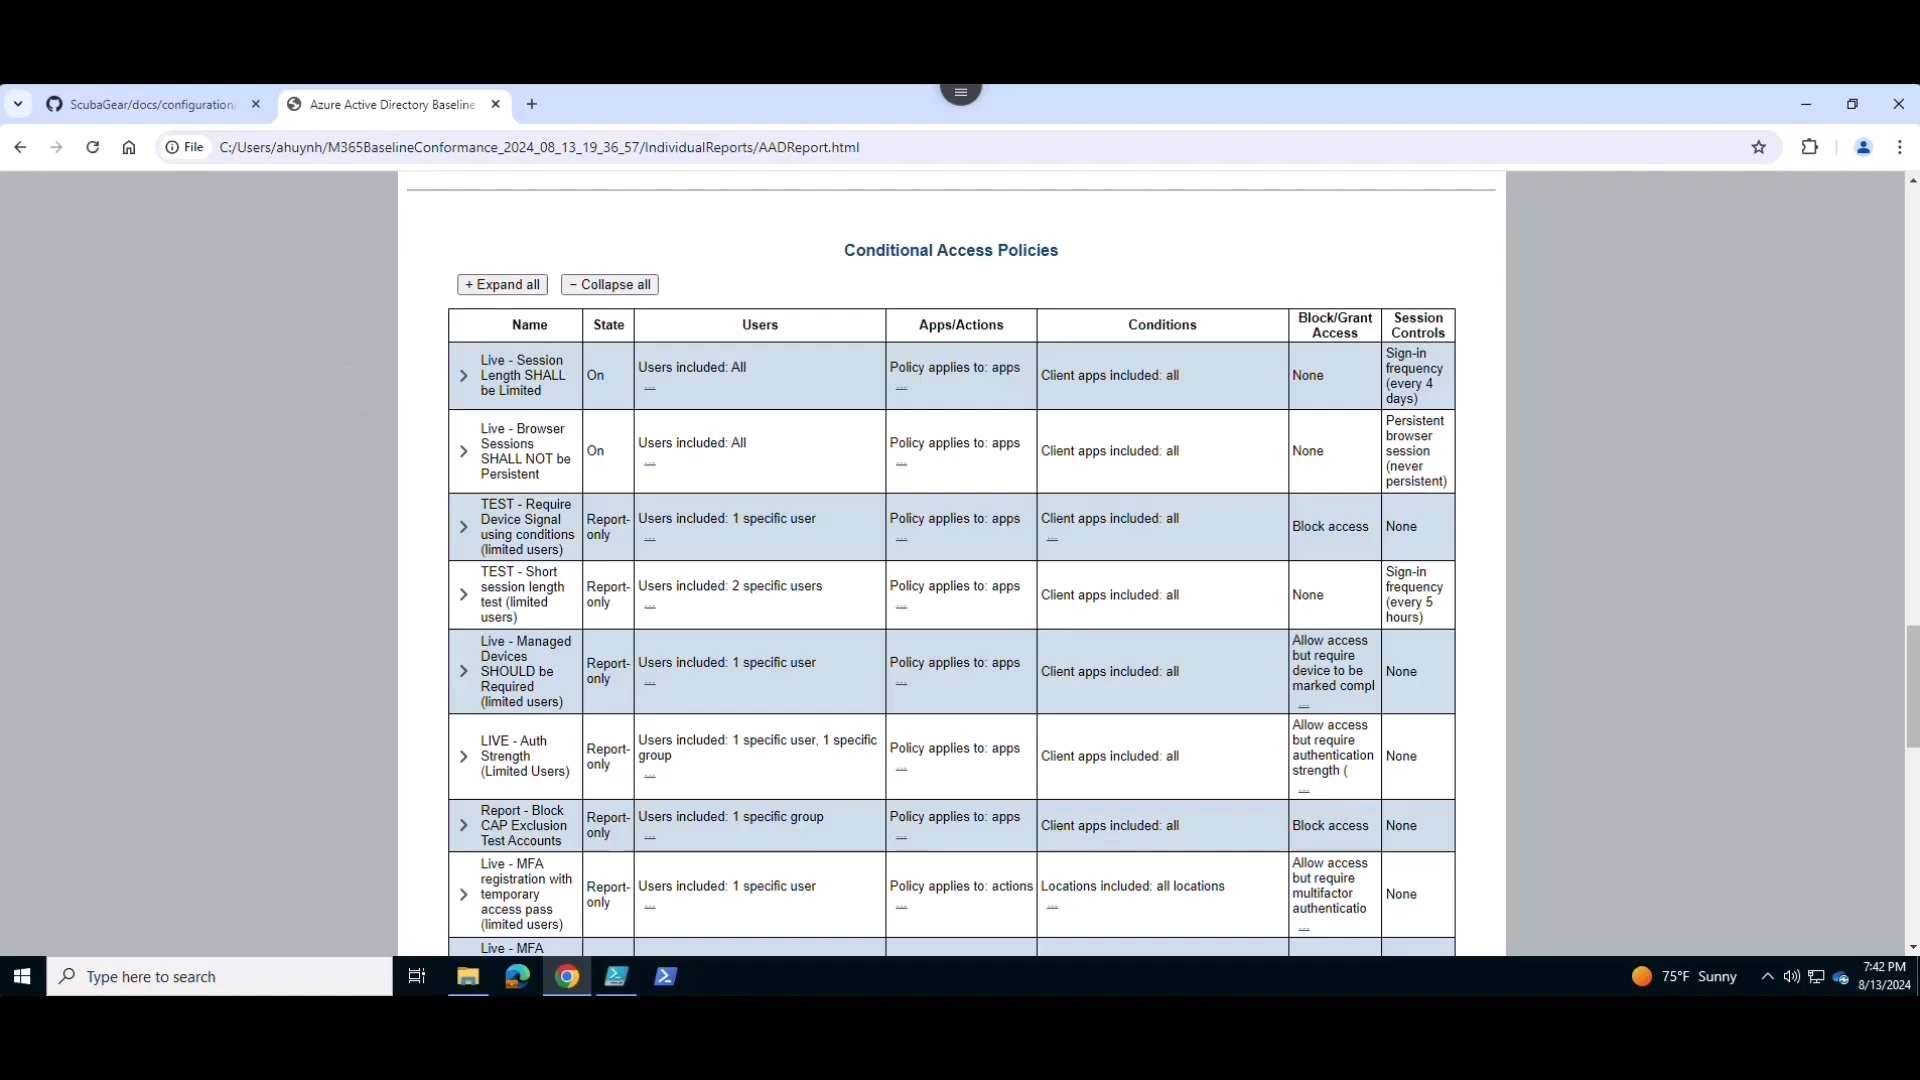 ScubaGear/docs/configuration/
Azure Active Directory Baseline
File C:/Users/ahuynh/M365BaselineConformance_2024_08_13_19_36_57/IndividualReports/AADReport.html
Conditional Access Policies
+ Expand all
− Collapse all
Name State Users Apps/Actions Conditions Block/Grant Access Session Controls
Live - Session
Length SHALL
be Limited
On
Users included: All
...
Policy applies to: apps
...
Client apps included: all
None
Sign-in
frequency
(every 4
days)
Live - Browser
Sessions
SHALL NOT be
Persistent
On
Users included: All
...
Policy applies to: apps
...
Client apps included: all
None
Persistent
browser
session
(never
persistent)
TEST - Require
Device Signal
using conditions
(limited users)
Report-
only
Users included: 1 specific user
...
Policy applies to: apps
...
Client apps included: all
...
Block access
None
TEST - Short
session length
test (limited
users)
Report-
only
Users included: 2 specific users
...
Policy applies to: apps
...
Client apps included: all
None
Sign-in
frequency
(every 5
hours)
Live - Managed
Devices
SHOULD be
Required
(limited users)
Report-
only
Users included: 1 specific user
...
Policy applies to: apps
...
Client apps included: all
Allow access
but require
device to be
marked compl
...
None
LIVE - Auth
Strength
(Limited Users)
Report-
only
Users included: 1 specific user, 1 specific
group
...
Policy applies to: apps
...
Client apps included: all
Allow access
but require
authentication
strength (
...
None
Report - Block
CAP Exclusion
Test Accounts
Report-
only
Users included: 1 specific group
...
Policy applies to: apps
...
Client apps included: all
Block access
None
Live - MFA
registration with
temporary
access pass
(limited users)
Report-
only
Users included: 1 specific user
...
Policy applies to: actions
...
Locations included: all locations
...
Allow access
but require
multifactor
authenticatio
...
None
Live - MFA
Type here to search
75°F Sunny
7:42 PM
8/13/2024